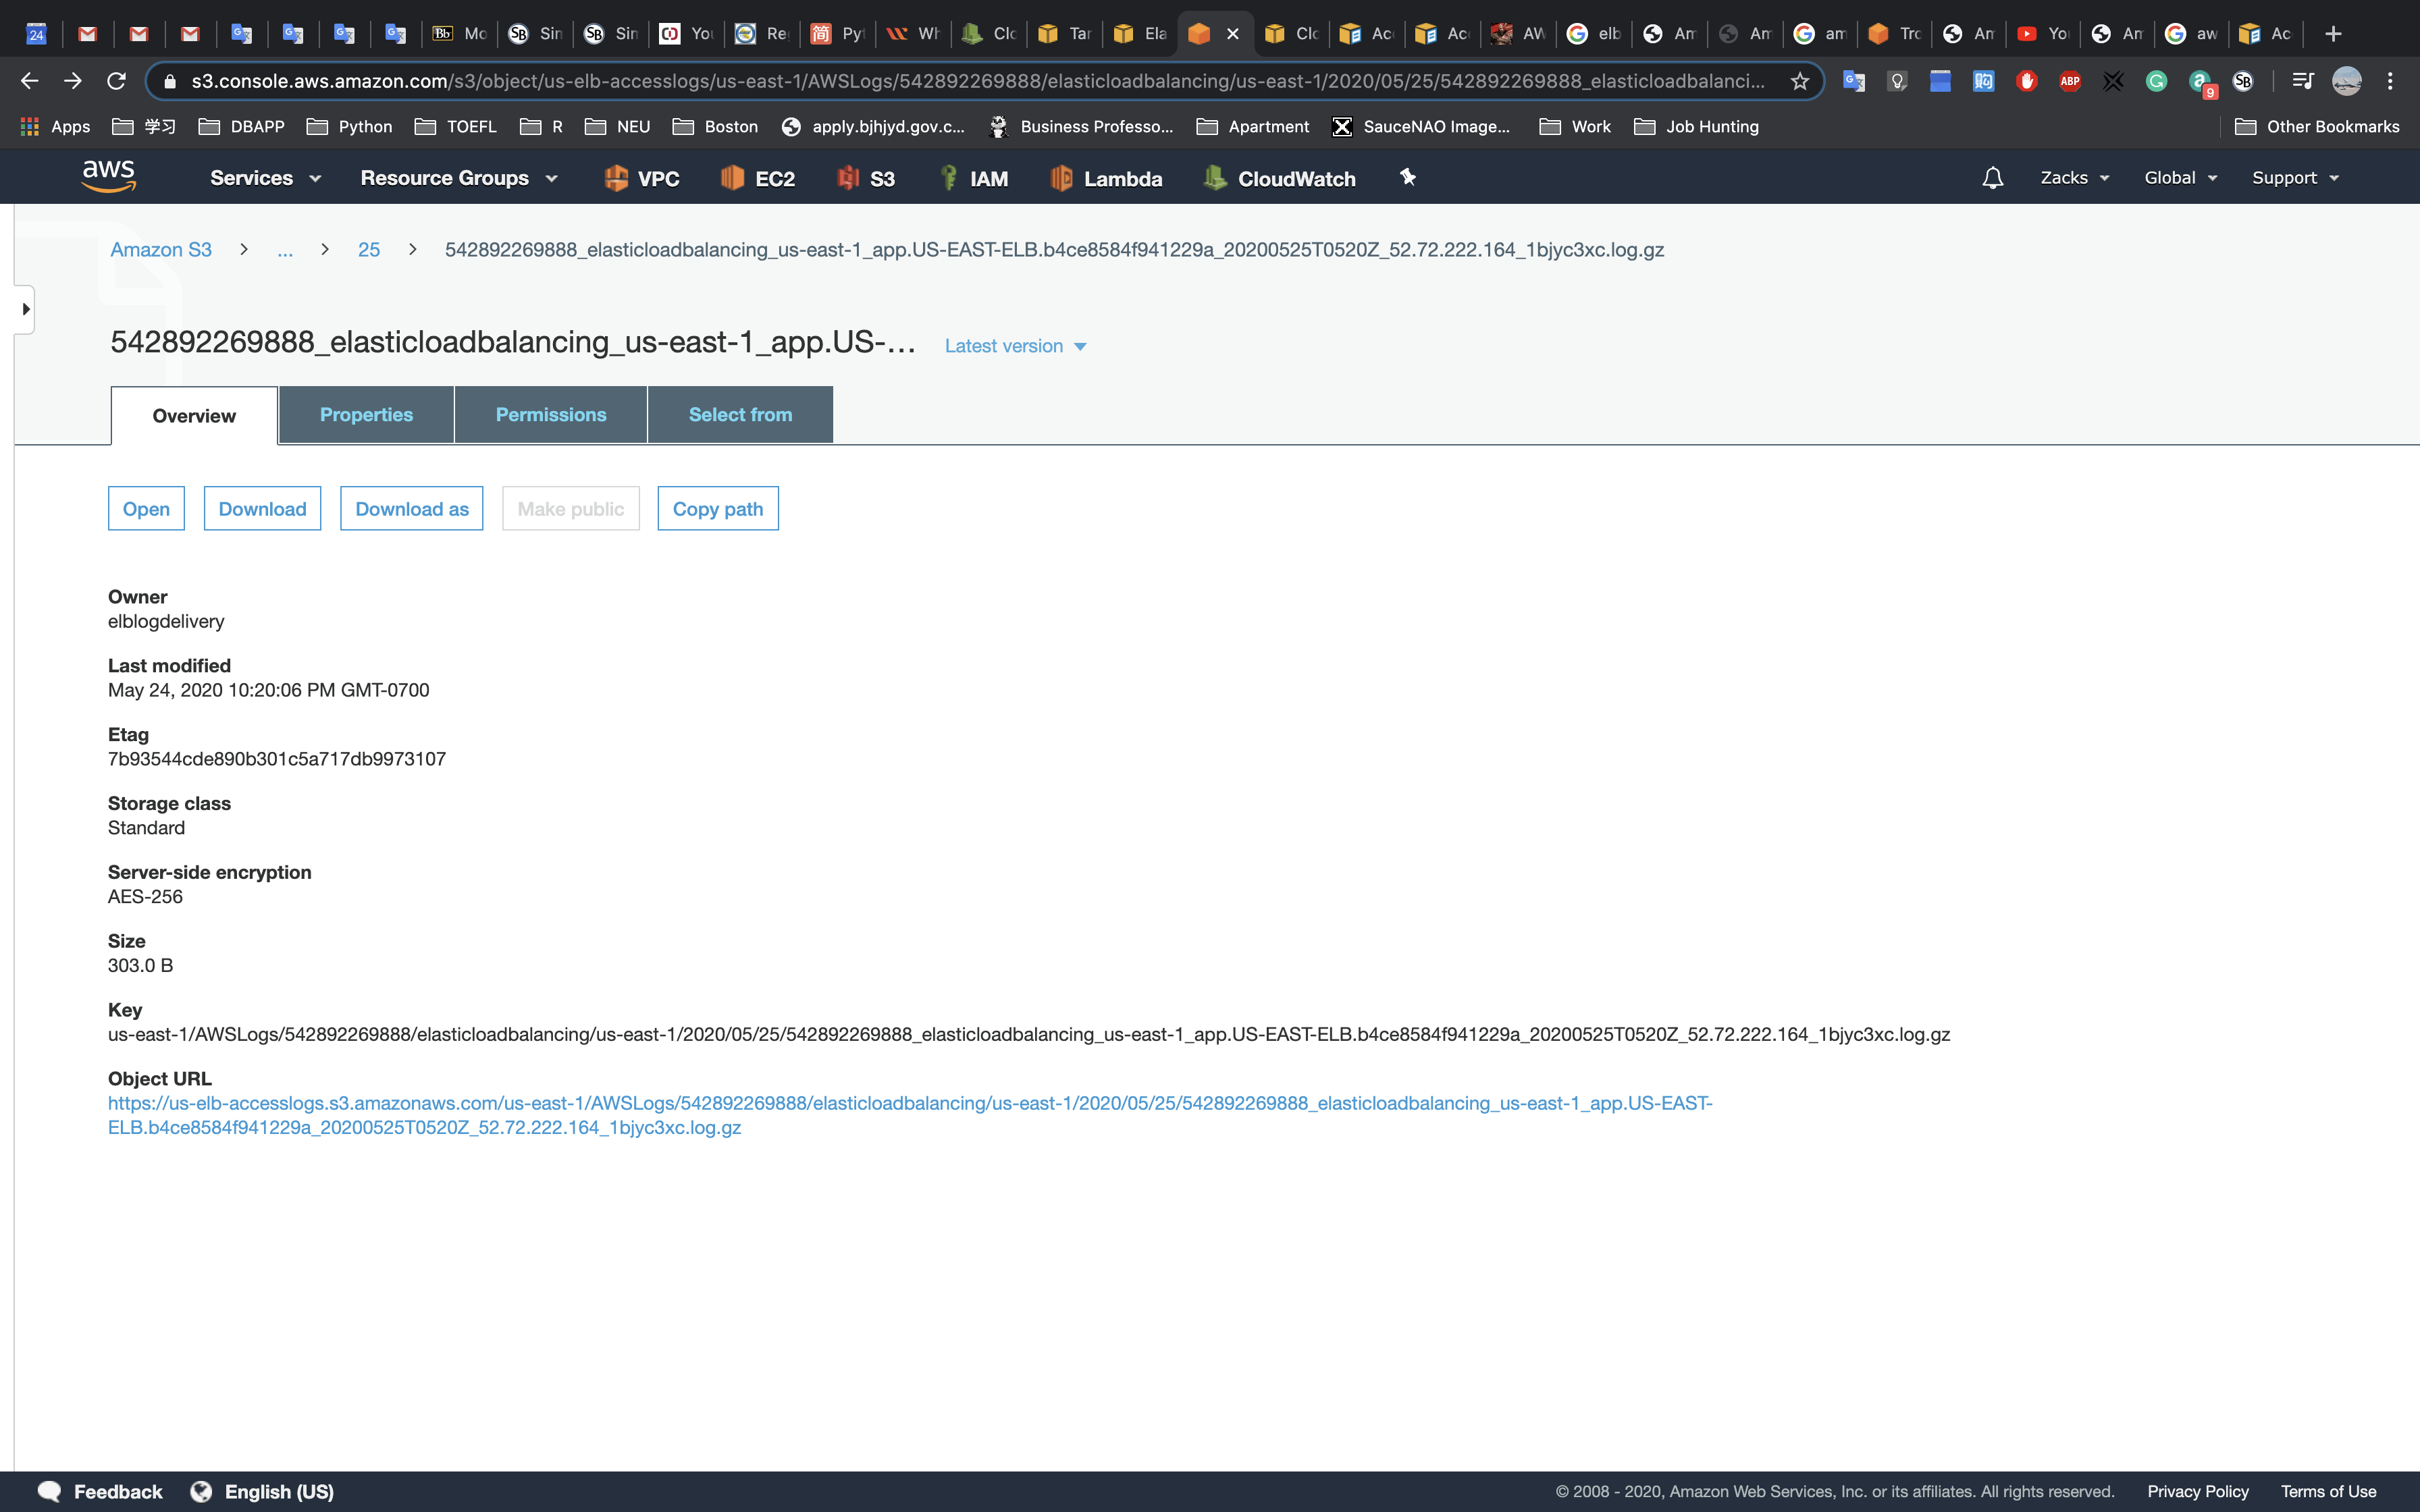 24 Bb Mo SB Sin SB Sin You Re 简 Py Wh Clo Tar Ela Clo Acc Acc AW elb Am Am am Tro Am Yo Am aw Ac
s3.console.aws.amazon.com/s3/object/us-elb-accesslogs/us-east-1/AWSLogs/542892269888/elasticloadbalancing/us-east-1/2020/05/25/542892269888_elasticloadbalanci... ABP 9 SB
Apps 学习 DBAPP Python TOEFL R NEU Boston apply.bjhjyd.gov.c... Business Professo... Apartment SauceNAO Image... Work Job Hunting Other Bookmarks
aws Services Resource Groups VPC EC2 S3 IAM Lambda CloudWatch Zacks Global Support
Amazon S3 > ... > 25 > 542892269888_elasticloadbalancing_us-east-1_app.US-EAST-ELB.b4ce8584f941229a_20200525T0520Z_52.72.222.164_1bjyc3xc.log.gz
542892269888_elasticloadbalancing_us-east-1_app.US-... Latest version
Overview Properties Permissions Select from
Open Download Download as Make public Copy path
Owner
elblogdelivery
Last modified
May 24, 2020 10:20:06 PM GMT-0700
Etag
7b93544cde890b301c5a717db9973107
Storage class
Standard
Server-side encryption
AES-256
Size
303.0 B
Key
us-east-1/AWSLogs/542892269888/elasticloadbalancing/us-east-1/2020/05/25/542892269888_elasticloadbalancing_us-east-1_app.US-EAST-ELB.b4ce8584f941229a_20200525T0520Z_52.72.222.164_1bjyc3xc.log.gz
Object URL
https://us-elb-accesslogs.s3.amazonaws.com/us-east-1/AWSLogs/542892269888/elasticloadbalancing/us-east-1/2020/05/25/542892269888_elasticloadbalancing_us-east-1_app.US-EAST-
ELB.b4ce8584f941229a_20200525T0520Z_52.72.222.164_1bjyc3xc.log.gz
Feedback English (US) © 2008 - 2020, Amazon Web Services, Inc. or its affiliates. All rights reserved. Privacy Policy Terms of Use